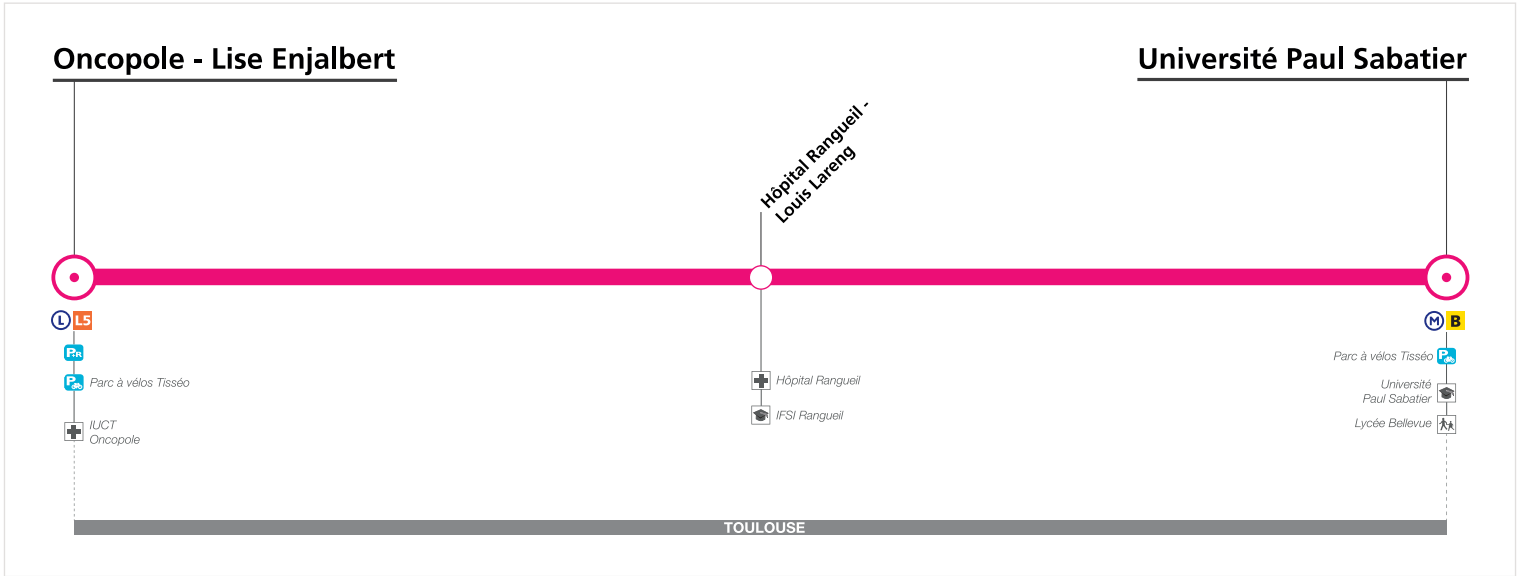 Oncopole - Lise Enjalbert
Université Paul Sabatier
Hôpital Rangueil -
Louis Lareng
L L5
P+R
P
Parc à vélos Tisséo
IUCT
Oncopole
Hôpital Rangueil
IFSI Rangueil
M B
Parc à vélos Tisséo
P
Université
Paul Sabatier
Lycée Bellevue
TOULOUSE